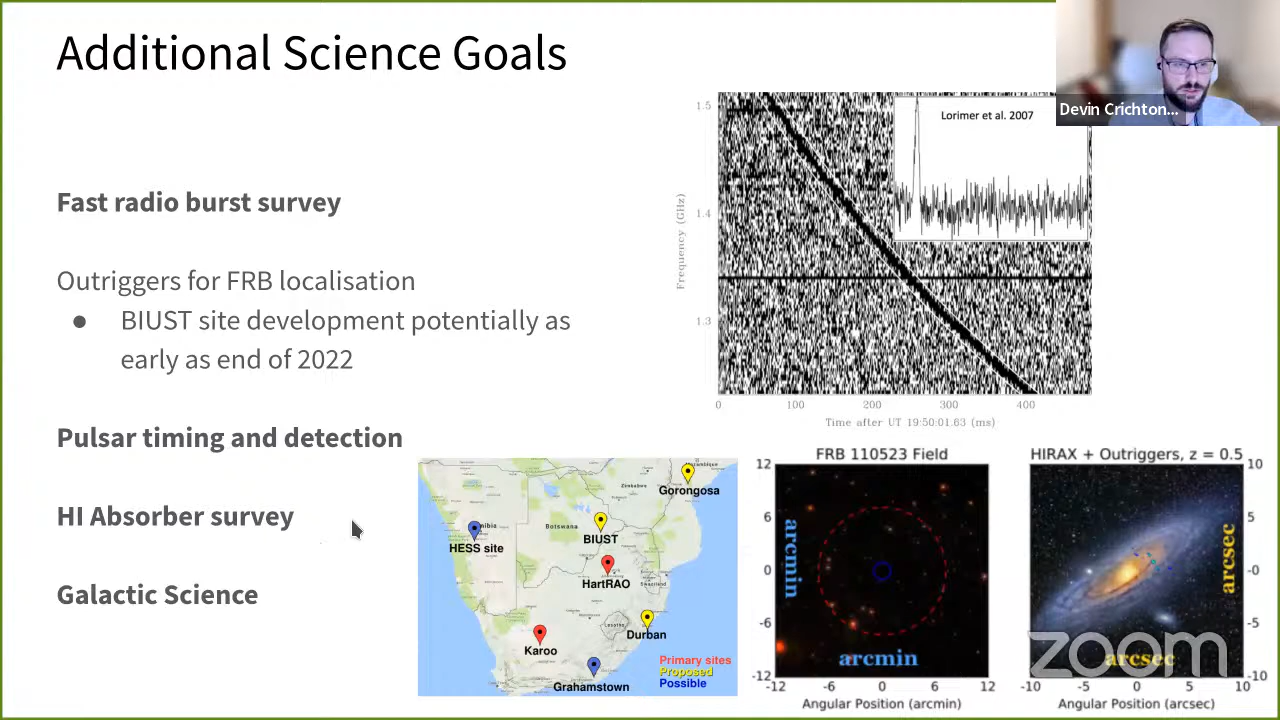 Additional Science Goals
Devin Crichton...
Fast radio burst survey
Outriggers for FRB localisation
● BIUST site development potentially as
early as end of 2022
Pulsar timing and detection
HI Absorber survey
Galactic Science
Lorimer et al. 2007
1.5
1.4
1.3
Frequency (GHz)
0 100 200 300 400
Time after UT 19:50:01.63 (ms)
Gorongosa
Zimbabwe
Botswana
HESS site
BIUST
HartRAO
Swaziland
Durban
Karoo
Grahamstown
Primary sites
Proposed
Possible
FRB 110523 Field
12
6
0
-6
-12
arcmin
arcmin
-12 -6 0 6 12
Angular Position (arcmin)
HIRAX + Outriggers, z = 0.5
10
5
-0
-5
-10
arcsec
arcsec
-10 -5 0 5 10
Angular Position (arcsec)
zoom